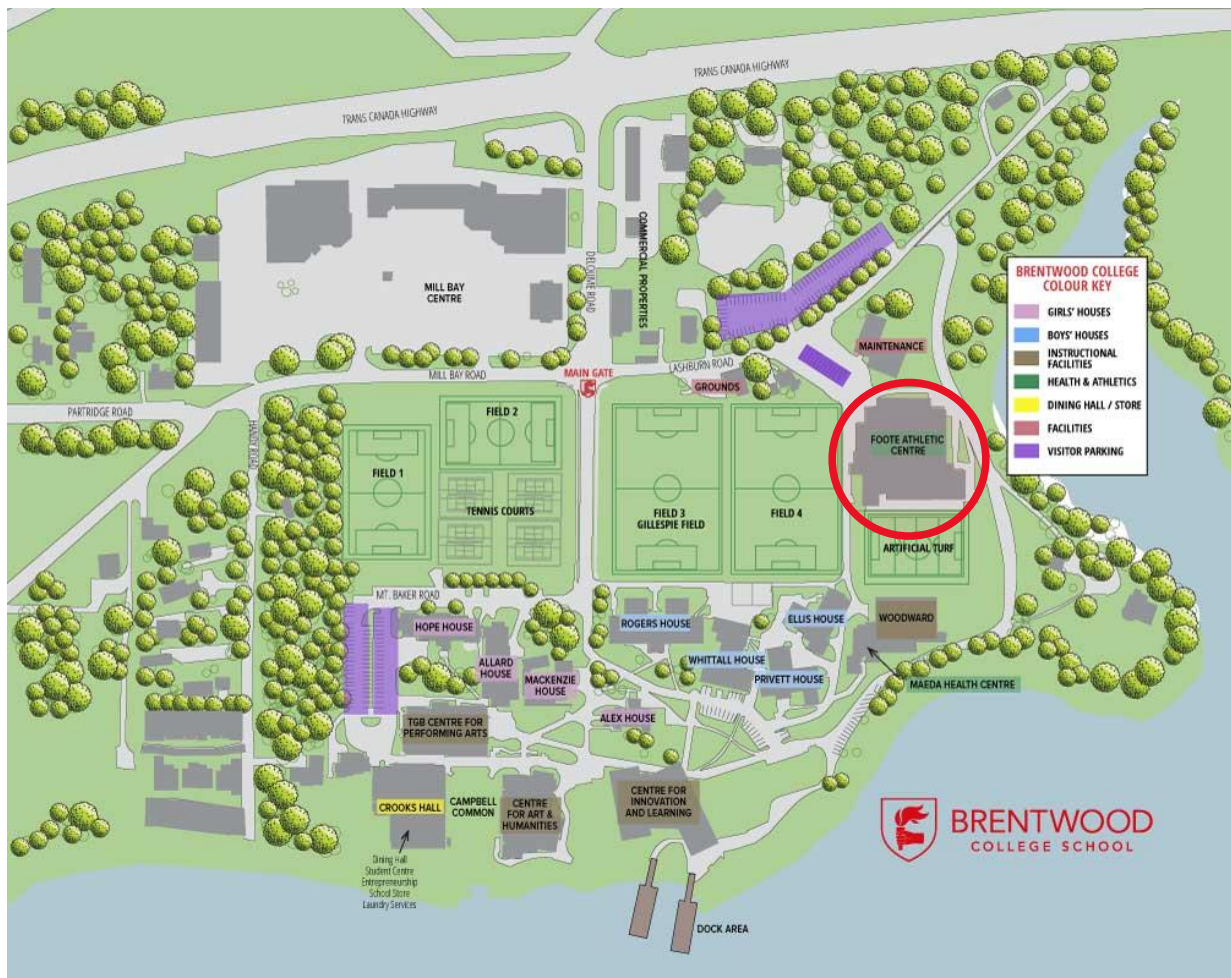 TRANS CANADA HIGHWAY
TRANS CANADA HIGHWAY
COMMERCIAL PROPERTIES
DELOUME ROAD
MILL BAY
CENTRE
BRENTWOOD COLLEGE
COLOUR KEY
GIRLS' HOUSES
BOYS' HOUSES
INSTRUCTIONAL
FACILITIES
HEALTH & ATHLETICS
DINING HALL / STORE
FACILITIES
VISITOR PARKING
MAINTENANCE
LASHBURN ROAD
MAIN GATE
MILL BAY ROAD
GROUNDS
PARTRIDGE ROAD
HANDY ROAD
FIELD 2
FIELD 1
TENNIS COURTS
FIELD 3
GILLESPIE FIELD
FIELD 4
FOOTE ATHLETIC
CENTRE
ARTIFICIAL TURF
MT. BAKER ROAD
HOPE HOUSE
ROGERS HOUSE
ELLIS HOUSE
WOODWARD
ALLARD
HOUSE
MACKENZIE
HOUSE
WHITTALL HOUSE
PRIVETT HOUSE
MAEDA HEALTH CENTRE
TGB CENTRE FOR
PERFORMING ARTS
ALEX HOUSE
CROOKS HALL
CAMPBELL
COMMON
CENTRE
FOR ART &
HUMANITIES
CENTRE FOR
INNOVATION
AND LEARNING
BRENTWOOD
COLLEGE SCHOOL
Dining Hall
Student Centre
Entrepreneurship
School Store
Laundry Services
DOCK AREA